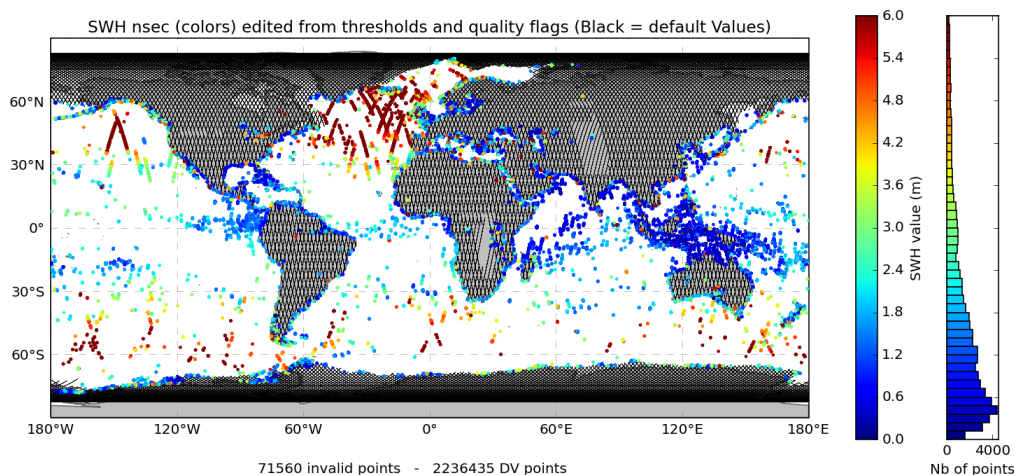 SWH nsec (colors) edited from thresholds and quality flags (Black = default Values)
60°N
30°N
0°
30°S
60°S
180°W
120°W
60°W
0°
60°E
120°E
180°E
6.0
5.4
4.8
4.2
3.6
3.0
2.4
1.8
1.2
0.6
0.0
SWH value (m)
0
4000
Nb of points
71560 invalid points - 2236435 DV points